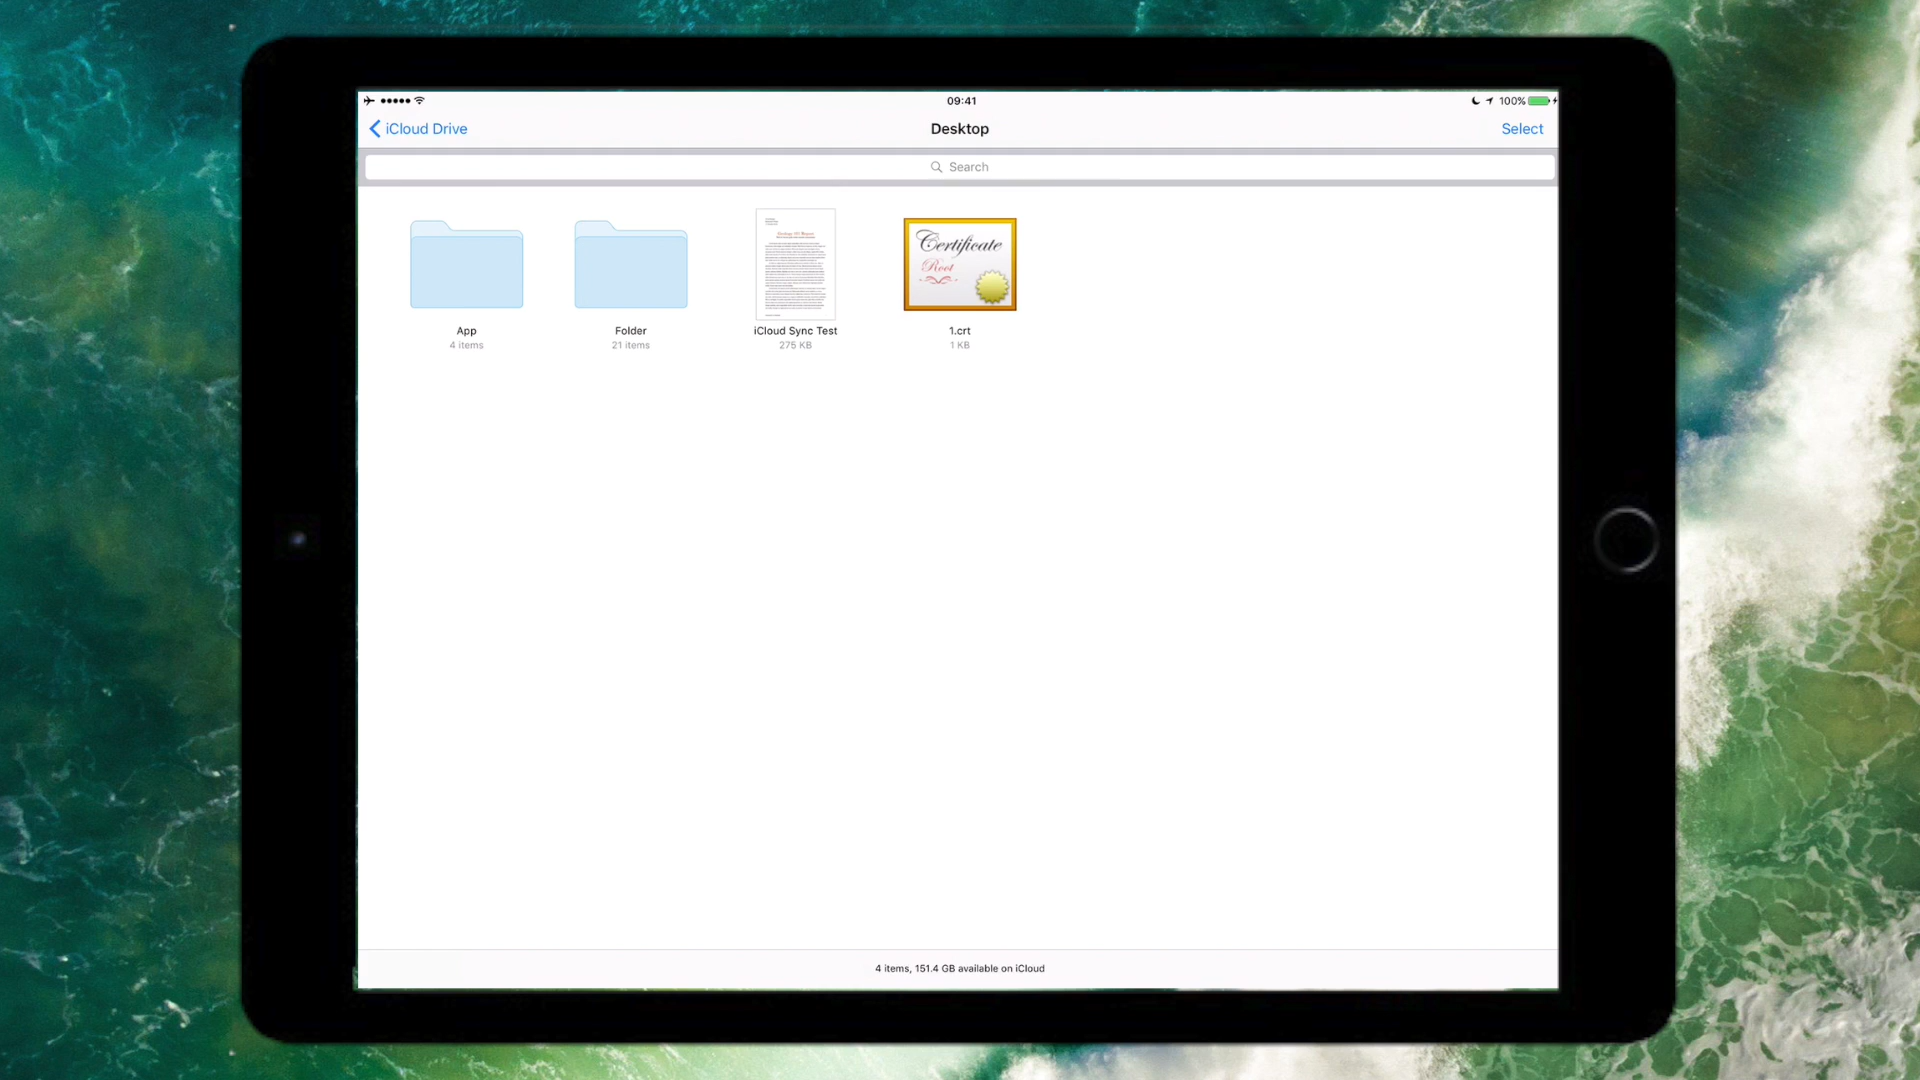 09:41
100%
iCloud Drive
Desktop
Select
Search
Certificate
Root
App
4 items
Folder
21 items
iCloud Sync Test
275 KB
1.crt
1 KB
4 items, 151.4 GB available on iCloud